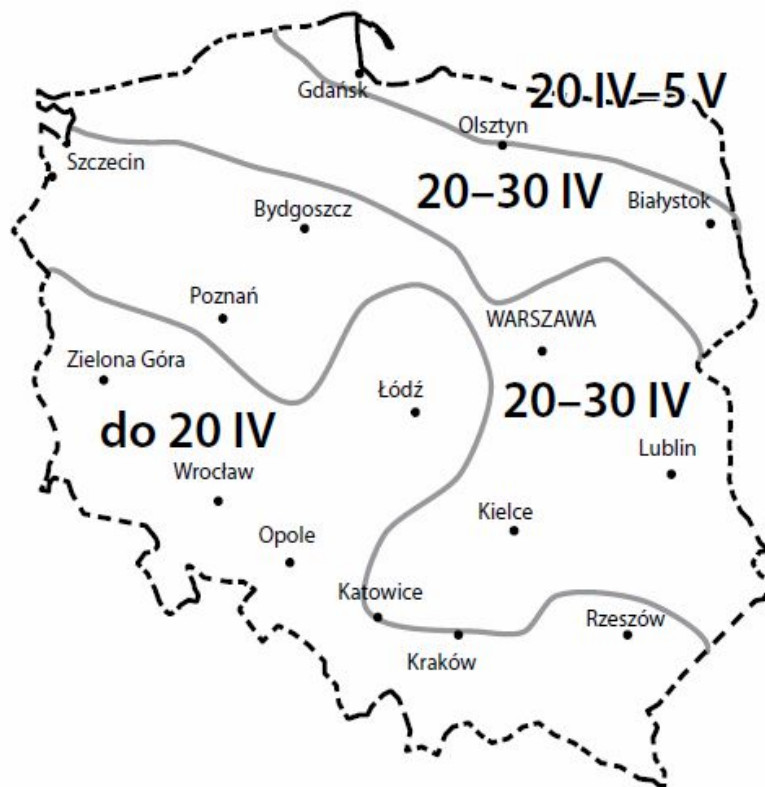 20 IV–5 V
Gdańsk
Olsztyn
Szczecin
20–30 IV
Białystok
Bydgoszcz
Poznań
WARSZAWA
Zielona Góra
Łódź
20–30 IV
do 20 IV
Lublin
Wrocław
Kielce
Opole
Katowice
Rzeszów
Kraków